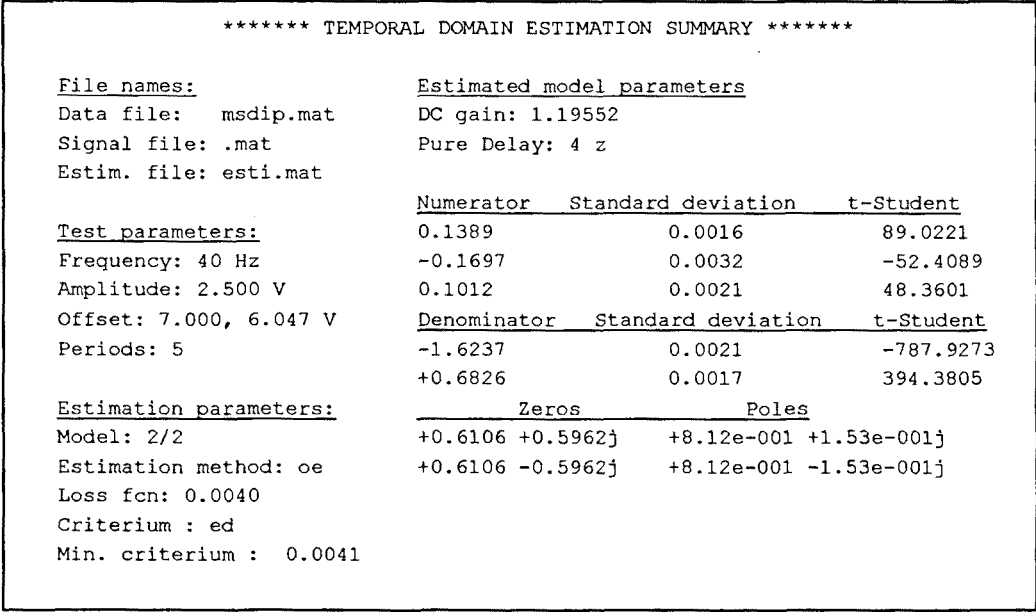 ******* TEMPORAL DOMAIN ESTIMATION SUMMARY *******
File names:
Data file: msdip.mat
Signal file: .mat
Estim. file: esti.mat
Test parameters:
Frequency: 40 Hz
Amplitude: 2.500 V
Offset: 7.000, 6.047 V
Periods: 5
Estimation parameters:
Model: 2/2
Estimation method: oe
Loss fcn: 0.0040
Criterium : ed
Min. criterium : 0.0041
Estimated model parameters
DC gain: 1.19552
Pure Delay: 4 z
Numerator Standard deviation t-Student
0.1389 0.0016 89.0221
-0.1697 0.0032 -52.4089
0.1012 0.0021 48.3601
Denominator Standard deviation t-Student
-1.6237 0.0021 -787.9273
+0.6826 0.0017 394.3805
Zeros Poles
+0.6106 +0.5962j +8.12e-001 +1.53e-001j
+0.6106 -0.5962j +8.12e-001 -1.53e-001j